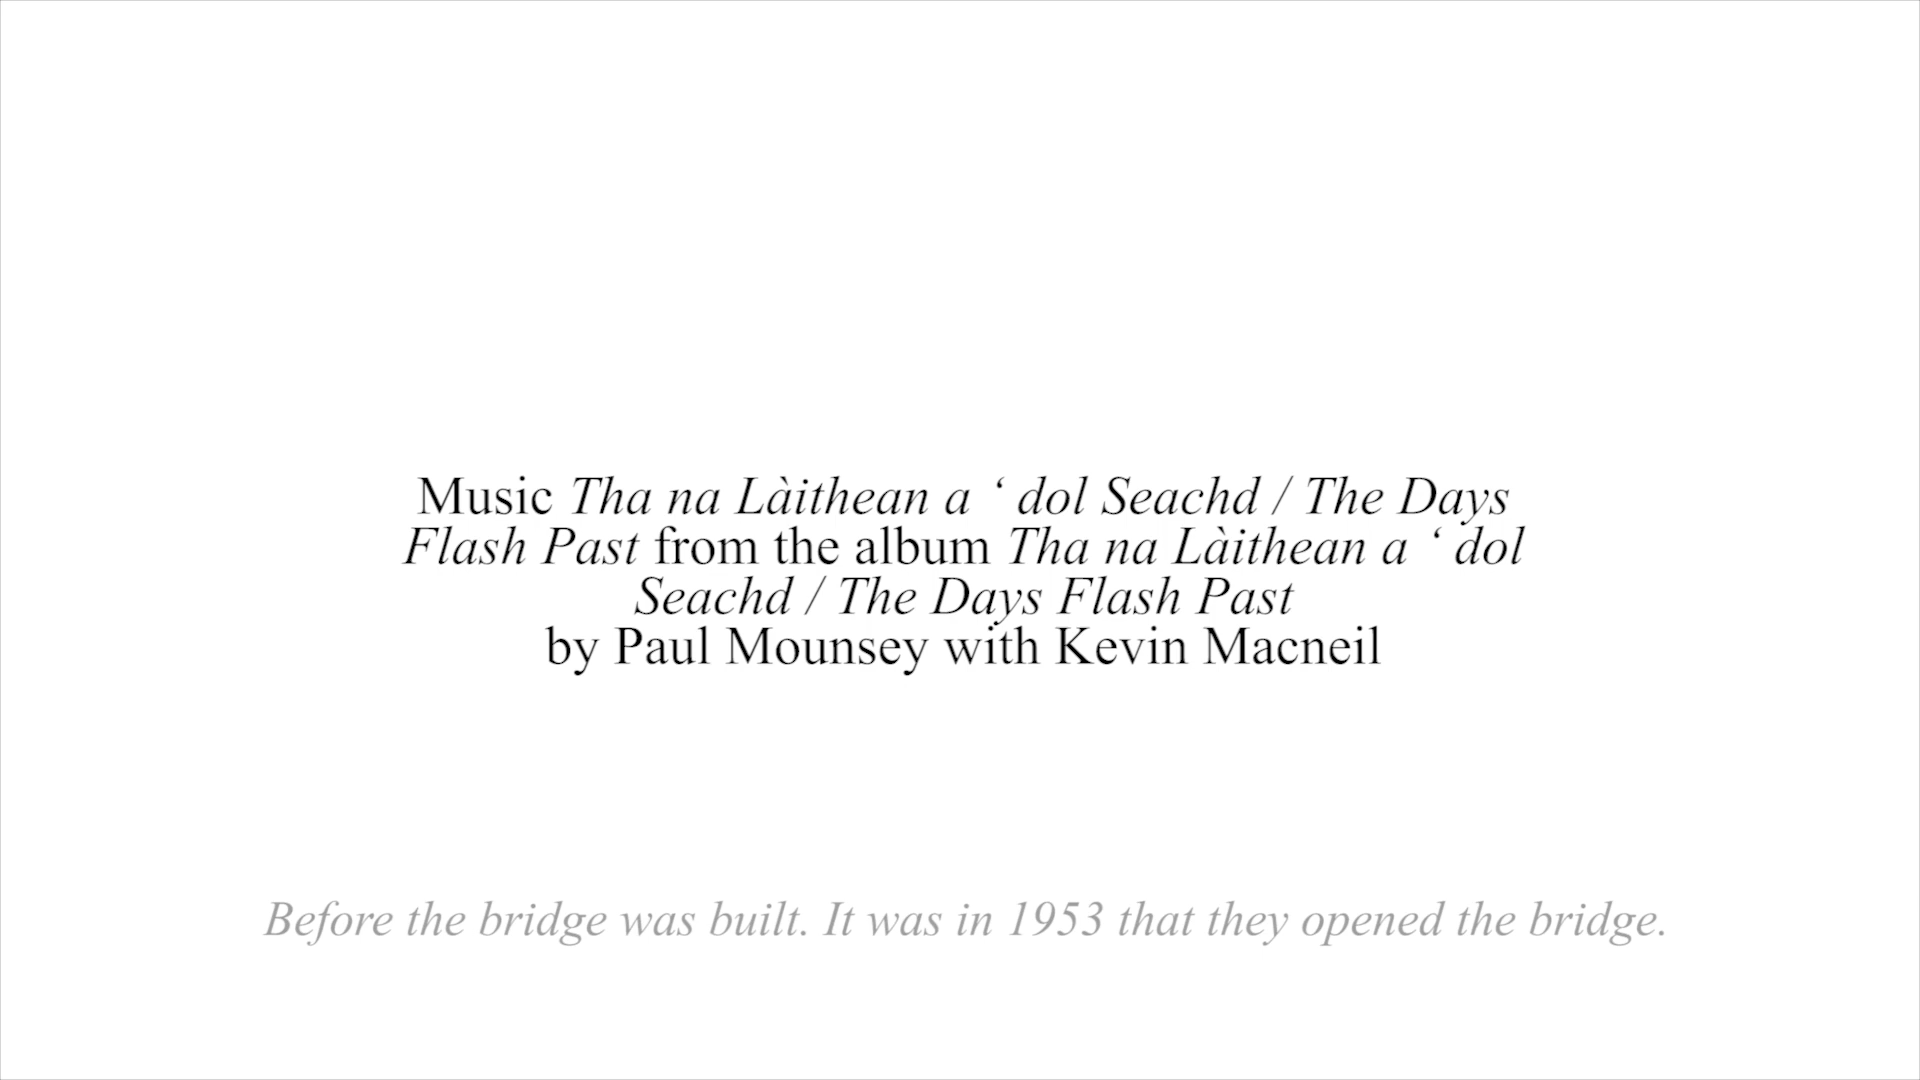 Music Tha na Làithean a ‘ dol Seachd / The Days
Flash Past from the album Tha na Làithean a ‘ dol
Seachd / The Days Flash Past
by Paul Mounsey with Kevin Macneil
Before the bridge was built. It was in 1953 that they opened the bridge.